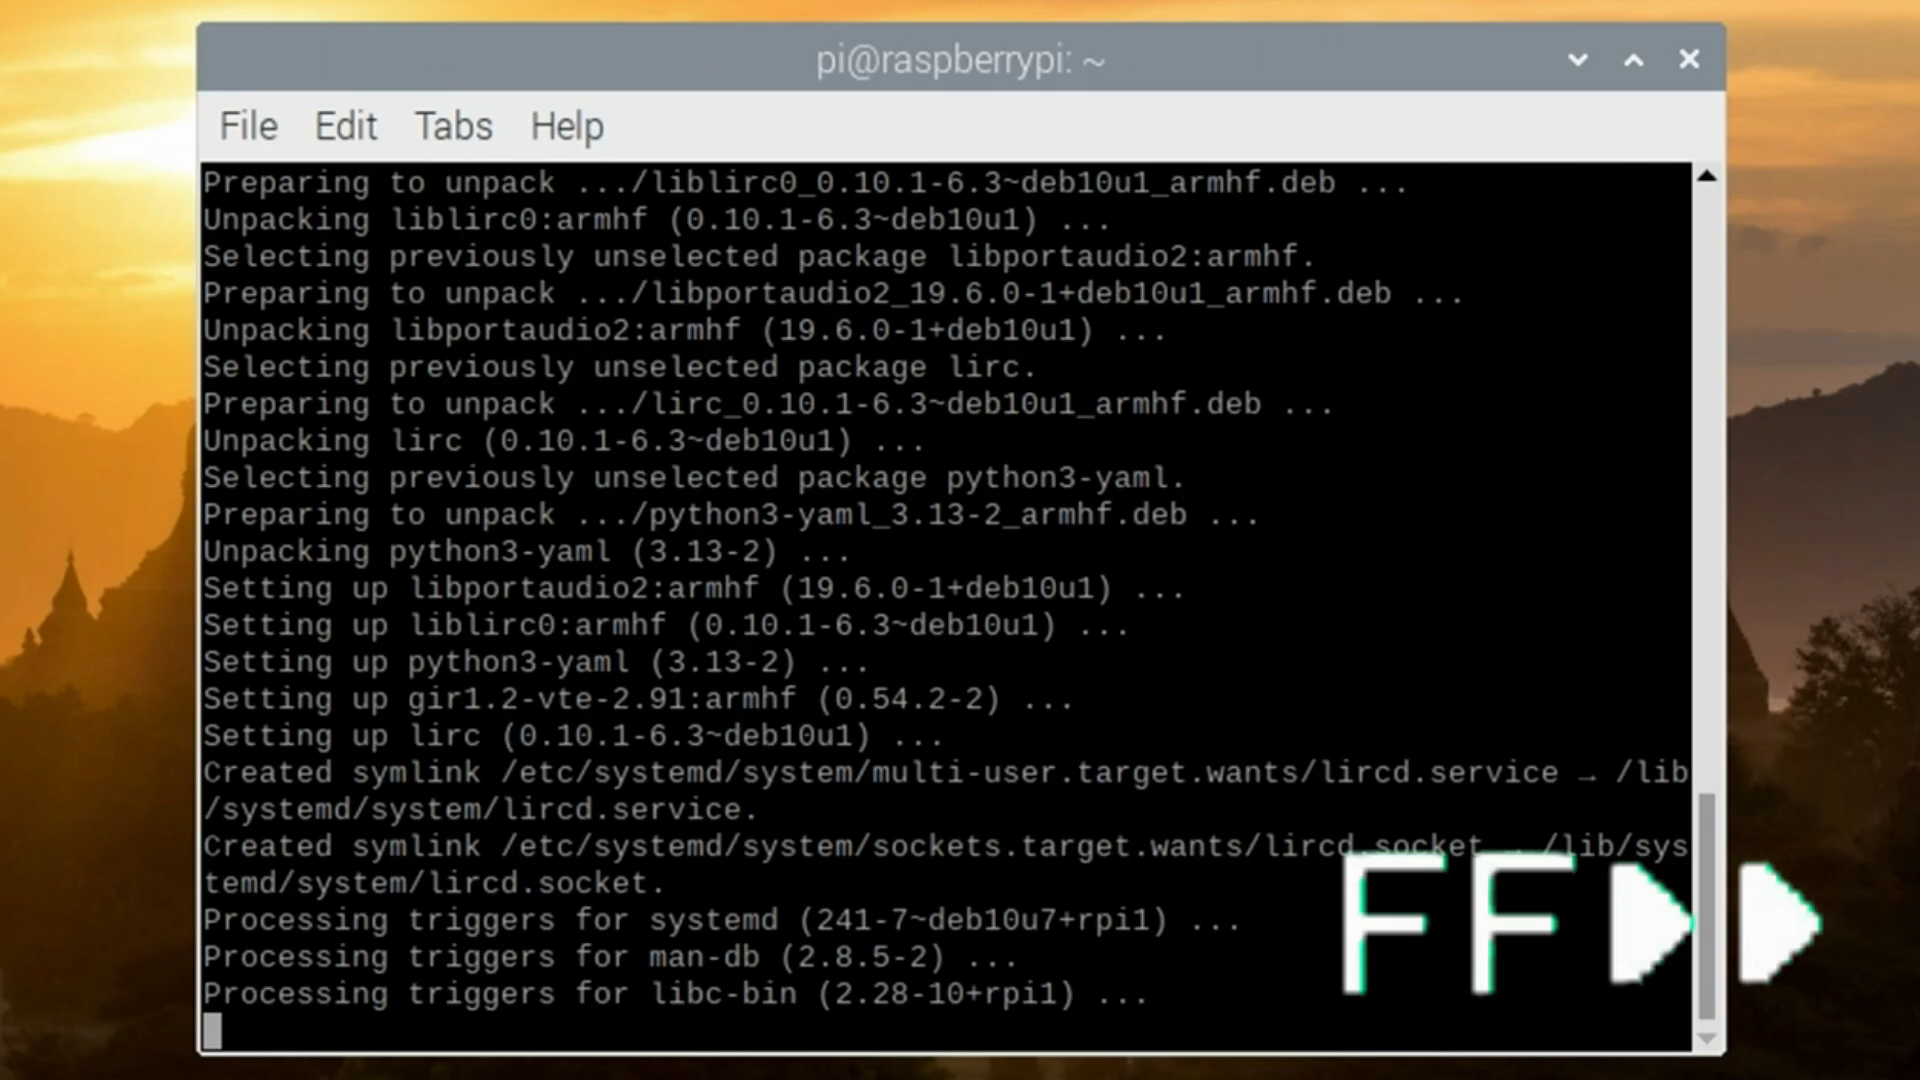 pi@raspberrypi: ~
File Edit Tabs Help
Preparing to unpack .../liblirc0_0.10.1-6.3~deb10u1_armhf.deb ...
Unpacking liblirc0:armhf (0.10.1-6.3~deb10u1) ...
Selecting previously unselected package libportaudio2:armhf.
Preparing to unpack .../libportaudio2_19.6.0-1+deb10u1_armhf.deb ...
Unpacking libportaudio2:armhf (19.6.0-1+deb10u1) ...
Selecting previously unselected package lirc.
Preparing to unpack .../lirc_0.10.1-6.3~deb10u1_armhf.deb ...
Unpacking lirc (0.10.1-6.3~deb10u1) ...
Selecting previously unselected package python3-yaml.
Preparing to unpack .../python3-yaml_3.13-2_armhf.deb ...
Unpacking python3-yaml (3.13-2) ...
Setting up libportaudio2:armhf (19.6.0-1+deb10u1) ...
Setting up liblirc0:armhf (0.10.1-6.3~deb10u1) ...
Setting up python3-yaml (3.13-2) ...
Setting up gir1.2-vte-2.91:armhf (0.54.2-2) ...
Setting up lirc (0.10.1-6.3~deb10u1) ...
Created symlink /etc/systemd/system/multi-user.target.wants/lircd.service → /lib
/systemd/system/lircd.service.
Created symlink /etc/systemd/system/sockets.target.wants/lircd.socket → /lib/sys
temd/system/lircd.socket.
Processing triggers for systemd (241-7~deb10u7+rpi1) ...
Processing triggers for man-db (2.8.5-2) ...
Processing triggers for libc-bin (2.28-10+rpi1) ...
FF